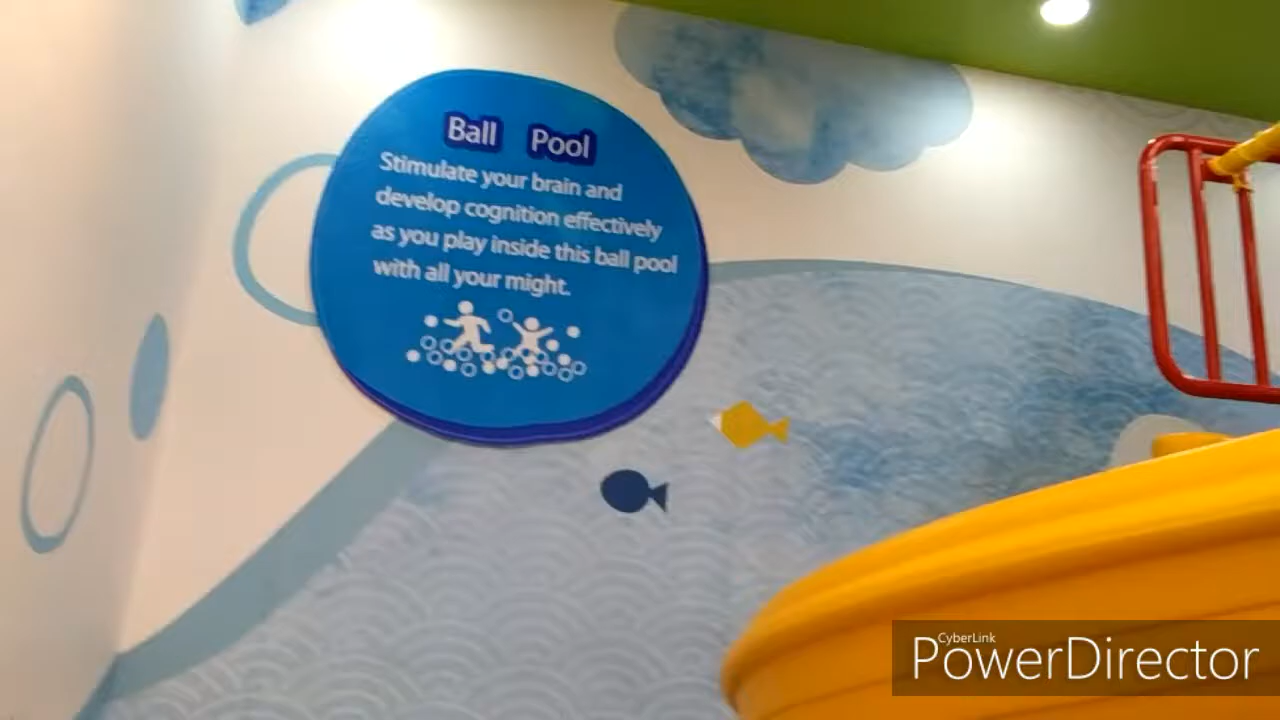 Ball Pool
Stimulate your brain and
develop cognition effectively
as you play inside this ball pool
with all your might.
CyberLink
PowerDirector